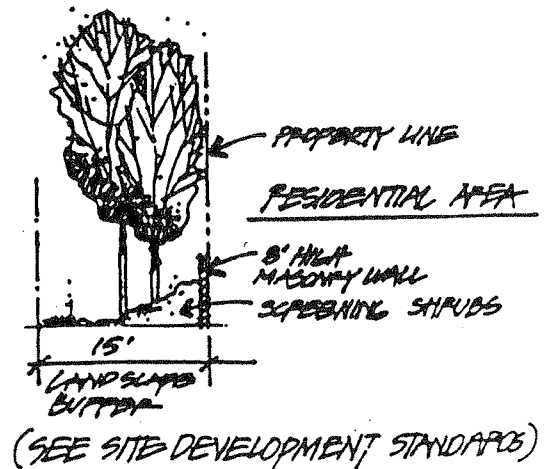 PROPERTY LINE
RESIDENTIAL AREA
8' HIGH
MASONRY WALL
SCREENING SHRUBS
15'
LANDSCAPE
BUFFER
(SEE SITE DEVELOPMENT STANDARDS)